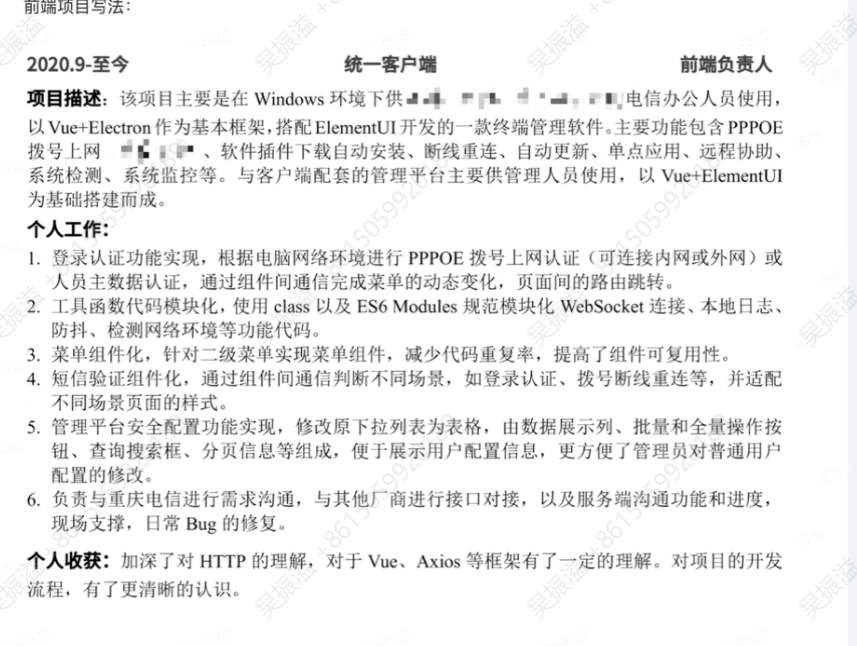 前端项目写法：
2020.9-至今 统一客户端 前端负责人
项目描述：该项目主要是在 Windows 环境下供 电信办公人员使用，
以 Vue+Electron 作为基本框架，搭配 ElementUI 开发的一款终端管理软件。主要功能包含 PPPOE
拨号上网 、软件插件下载自动安装、断线重连、自动更新、单点应用、远程协助、
系统检测、系统监控等。与客户端配套的管理平台主要供管理人员使用，以 Vue+ElementUI
为基础搭建而成。
个人工作：
1. 登录认证功能实现，根据电脑网络环境进行 PPPOE 拨号上网认证（可连接内网或外网）或
人员主数据认证，通过组件间通信完成菜单的动态变化，页面间的路由跳转。
2. 工具函数代码模块化，使用 class 以及 ES6 Modules 规范模块化 WebSocket 连接、本地日志、
防抖、检测网络环境等功能代码。
3. 菜单组件化，针对二级菜单实现菜单组件，减少代码重复率，提高了组件可复用性。
4. 短信验证组件化，通过组件间通信判断不同场景，如登录认证、拨号断线重连等，并适配
不同场景页面的样式。
5. 管理平台安全配置功能实现，修改原下拉列表为表格，由数据展示列、批量和全量操作按
钮、查询搜索框、分页信息等组成，便于展示用户配置信息，更方便了管理员对普通用户
配置的修改。
6. 负责与重庆电信进行需求沟通，与其他厂商进行接口对接，以及服务端沟通功能和进度，
现场支撑，日常 Bug 的修复。
个人收获：加深了对 HTTP 的理解，对于 Vue、Axios 等框架有了一定的理解。对项目的开发
流程，有了更清晰的认识。